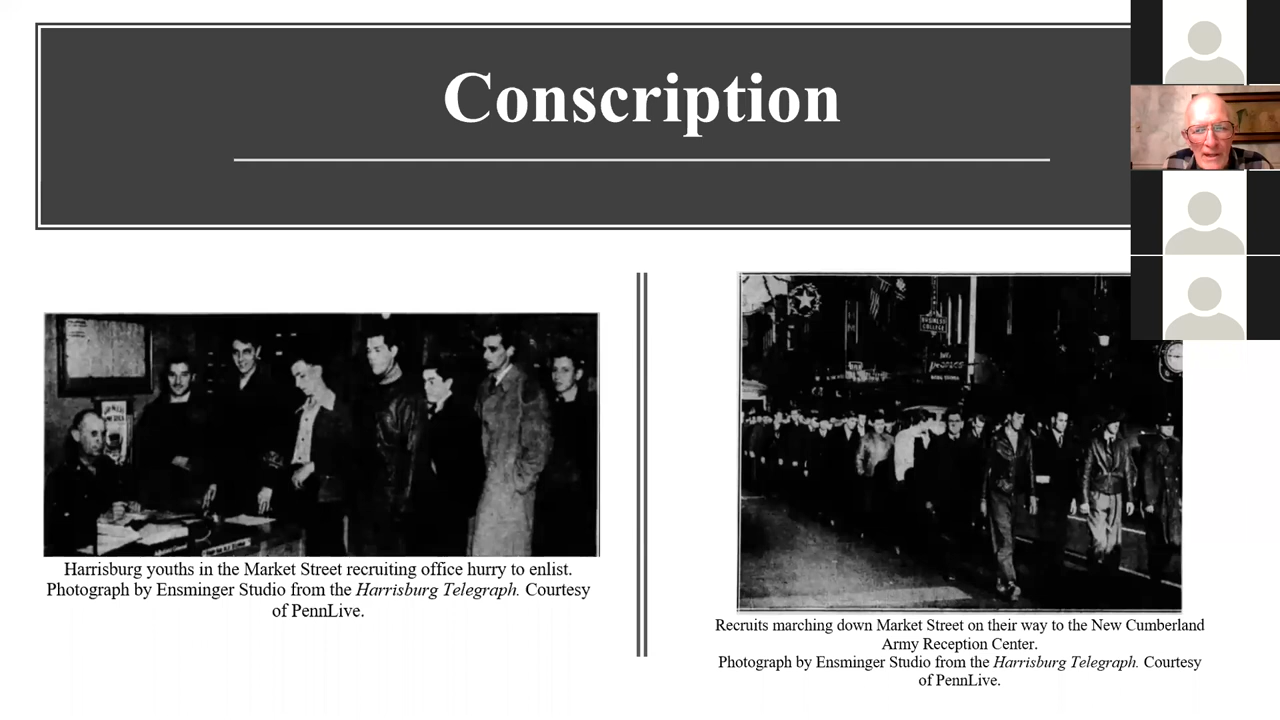 Conscription
Harrisburg youths in the Market Street recruiting office hurry to enlist.
Photograph by Ensminger Studio from the Harrisburg Telegraph. Courtesy
of PennLive.
BUSINESS
COLLEGE
Recruits marching down Market Street on their way to the New Cumberland
Army Reception Center.
Photograph by Ensminger Studio from the Harrisburg Telegraph. Courtesy
of PennLive.